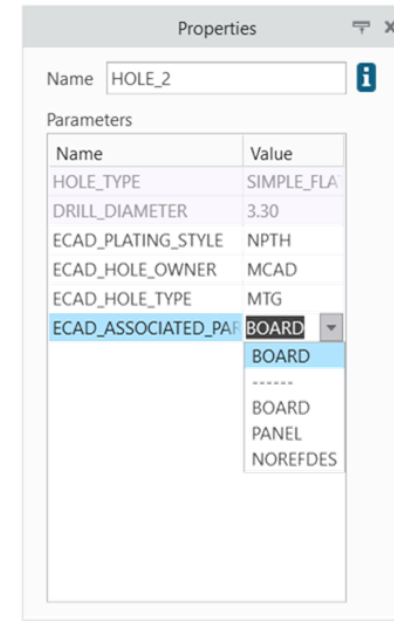 Properties
Name HOLE_2
Parameters
Name Value
HOLE_TYPE SIMPLE_FLA
DRILL_DIAMETER 3.30
ECAD_PLATING_STYLE NPTH
ECAD_HOLE_OWNER MCAD
ECAD_HOLE_TYPE MTG
ECAD_ASSOCIATED_PAR BOARD
BOARD
------
BOARD
PANEL
NOREFDES